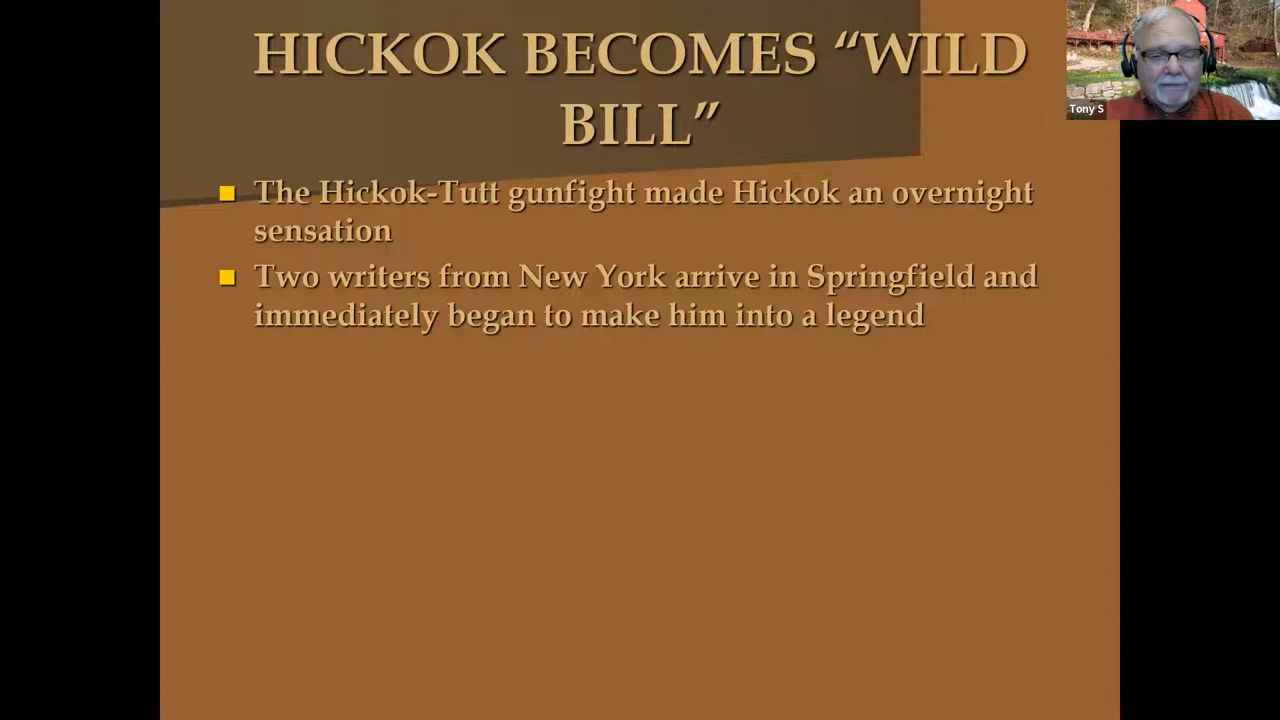 HICKOK BECOMES “WILD
BILL”
Tony S
■ The Hickok-Tutt gunfight made Hickok an overnight
sensation
■ Two writers from New York arrive in Springfield and
immediately began to make him into a legend